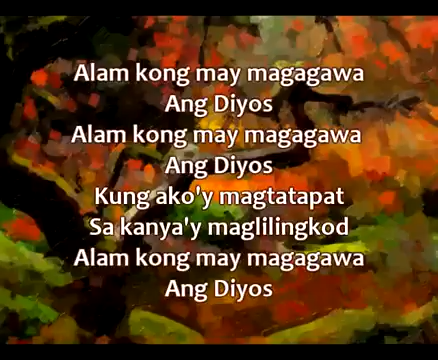 Alam kong may magagawa
Ang Diyos
Alam kong may magagawa
Ang Diyos
Kung ako'y magtatapat
Sa kanya'y maglilingkod
Alam kong may magagawa
Ang Diyos